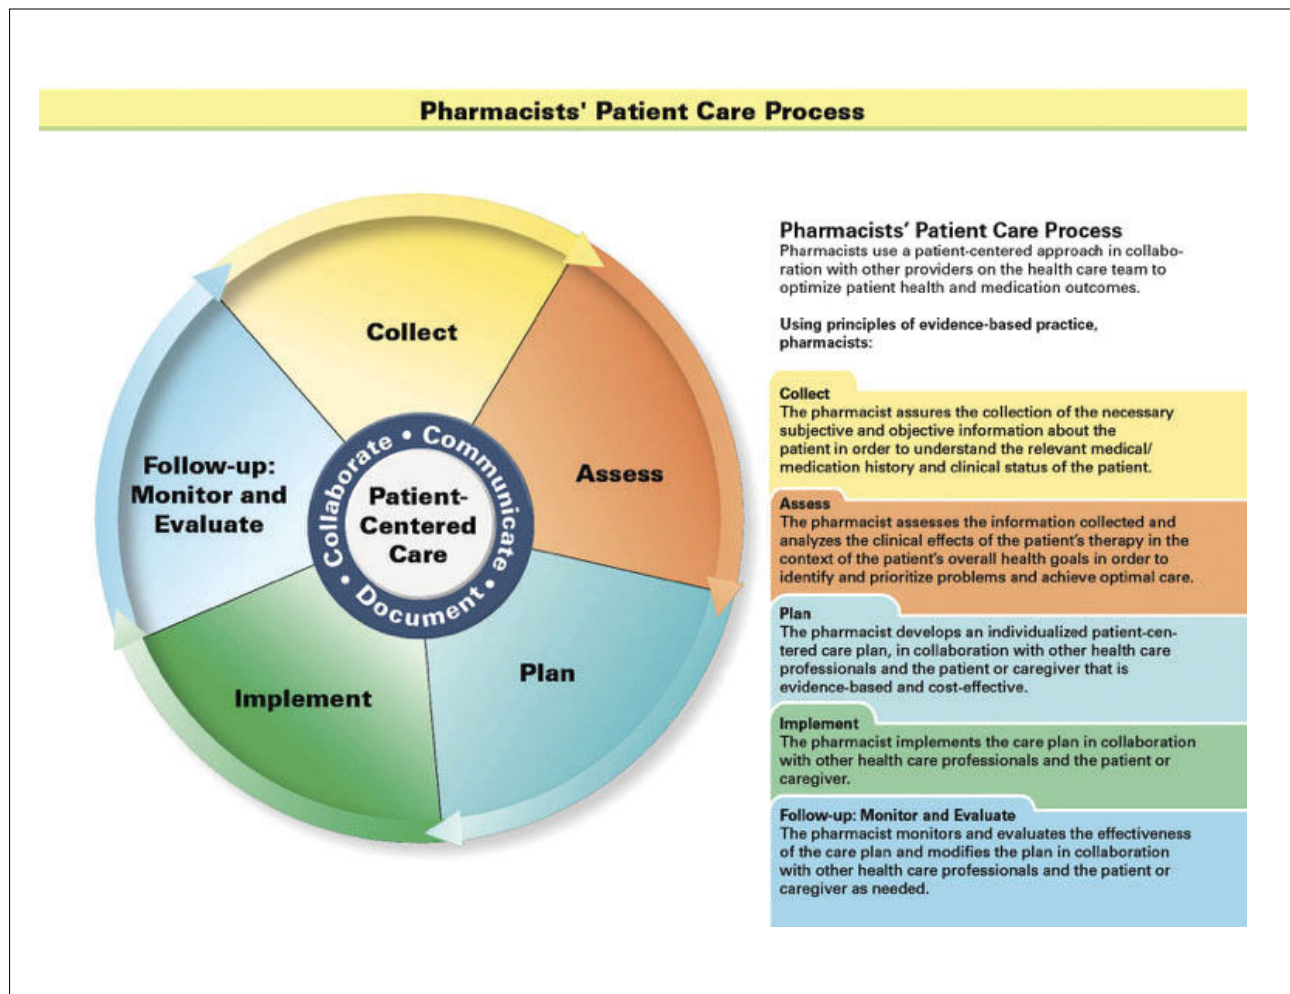 Pharmacists' Patient Care Process
Collect
Assess
Plan
Implement
Follow-up:
Monitor and
Evaluate
Collaborate • Communicate • Document •
Patient-
Centered
Care
Pharmacists’ Patient Care Process
Pharmacists use a patient-centered approach in collabo-
ration with other providers on the health care team to
optimize patient health and medication outcomes.
Using principles of evidence-based practice,
pharmacists:
Collect
The pharmacist assures the collection of the necessary
subjective and objective information about the
patient in order to understand the relevant medical/
medication history and clinical status of the patient.
Assess
The pharmacist assesses the information collected and
analyzes the clinical effects of the patient’s therapy in the
context of the patient’s overall health goals in order to
identify and prioritize problems and achieve optimal care.
Plan
The pharmacist develops an individualized patient-cen-
tered care plan, in collaboration with other health care
professionals and the patient or caregiver that is
evidence-based and cost-effective.
Implement
The pharmacist implements the care plan in collaboration
with other health care professionals and the patient or
caregiver.
Follow-up: Monitor and Evaluate
The pharmacist monitors and evaluates the effectiveness
of the care plan and modifies the plan in collaboration
with other health care professionals and the patient or
caregiver as needed.